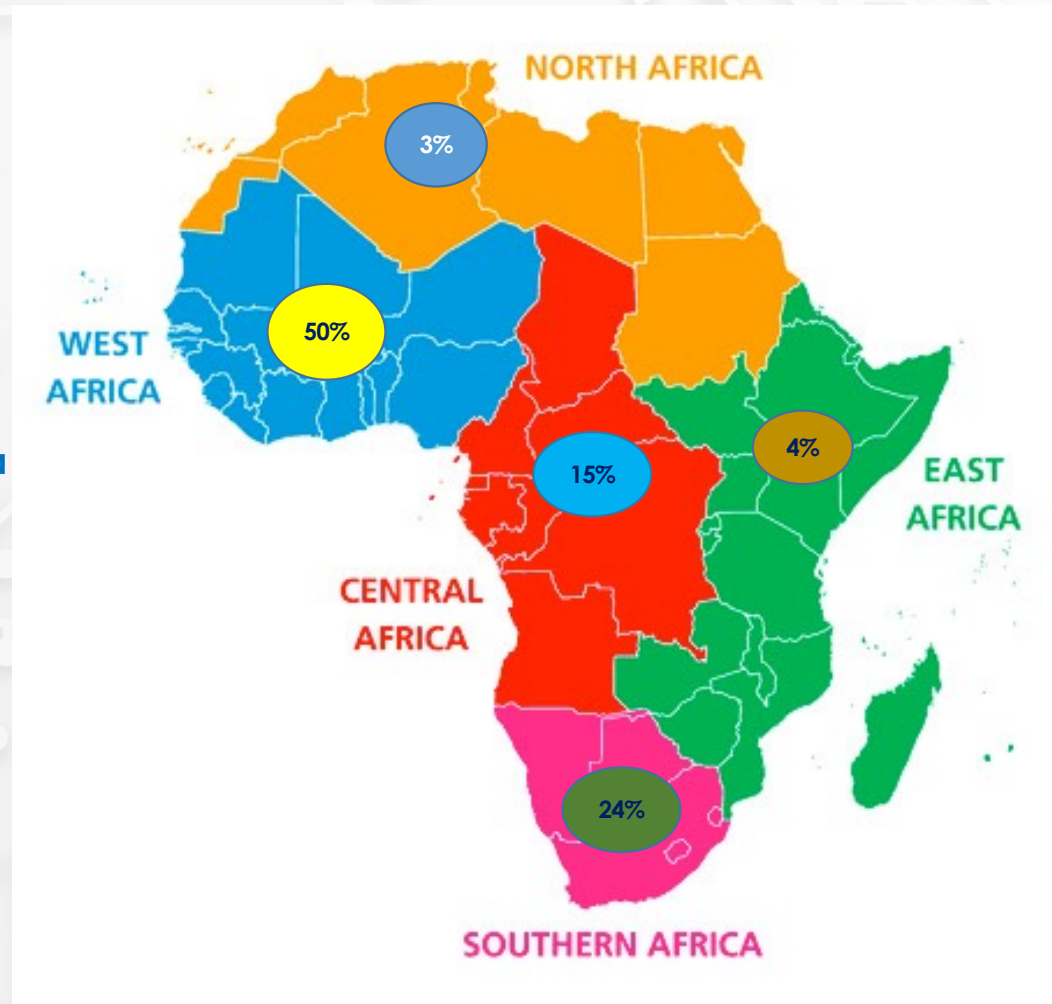 NORTH AFRICA
3%
50%
WEST
AFRICA
4%
15%
EAST
AFRICA
CENTRAL
AFRICA
24%
SOUTHERN AFRICA